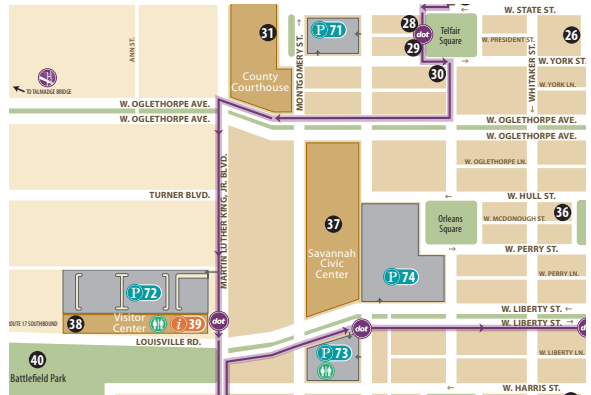 W. STATE ST.
28
31
P 71
dot
Telfair
Square
26
29
W. PRESIDENT ST.
ANN ST.
MONTGOMERY ST.
WHITAKER ST.
W. YORK ST.
30
County
Courthouse
W. YORK LN.
TO TALMADGE BRIDGE
W. OGLETHORPE AVE.
W. OGLETHORPE AVE.
W. OGLETHORPE AVE.
W. OGLETHORPE AVE.
W. OGLETHORPE LN.
MARTIN LUTHER KING, JR. BLVD.
TURNER BLVD.
W. HULL ST.
37
Orleans
Square
W. MCDONOUGH ST.
36
Savannah
Civic
Center
W. PERRY ST.
W. PERRY LN.
P 74
P 72
W. LIBERTY ST.
W. LIBERTY ST.
OUTE 17 SOUTHBOUND
38
Visitor
Center
i 39
dot
dot
LOUISVILLE RD.
40
Battlefield Park
P 73
W. LIBERTY LN.
W. HARRIS ST.